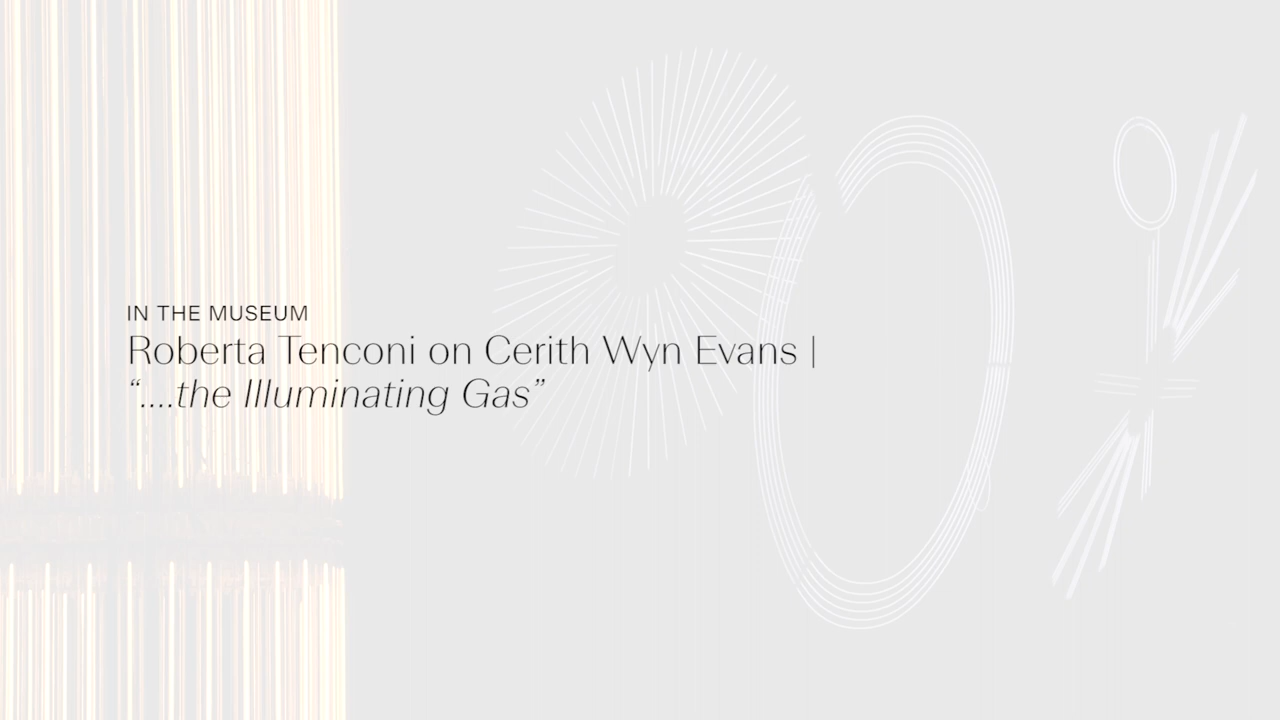 IN THE MUSEUM
Roberta Tenconi on Cerith Wyn Evans |
“....the Illuminating Gas”